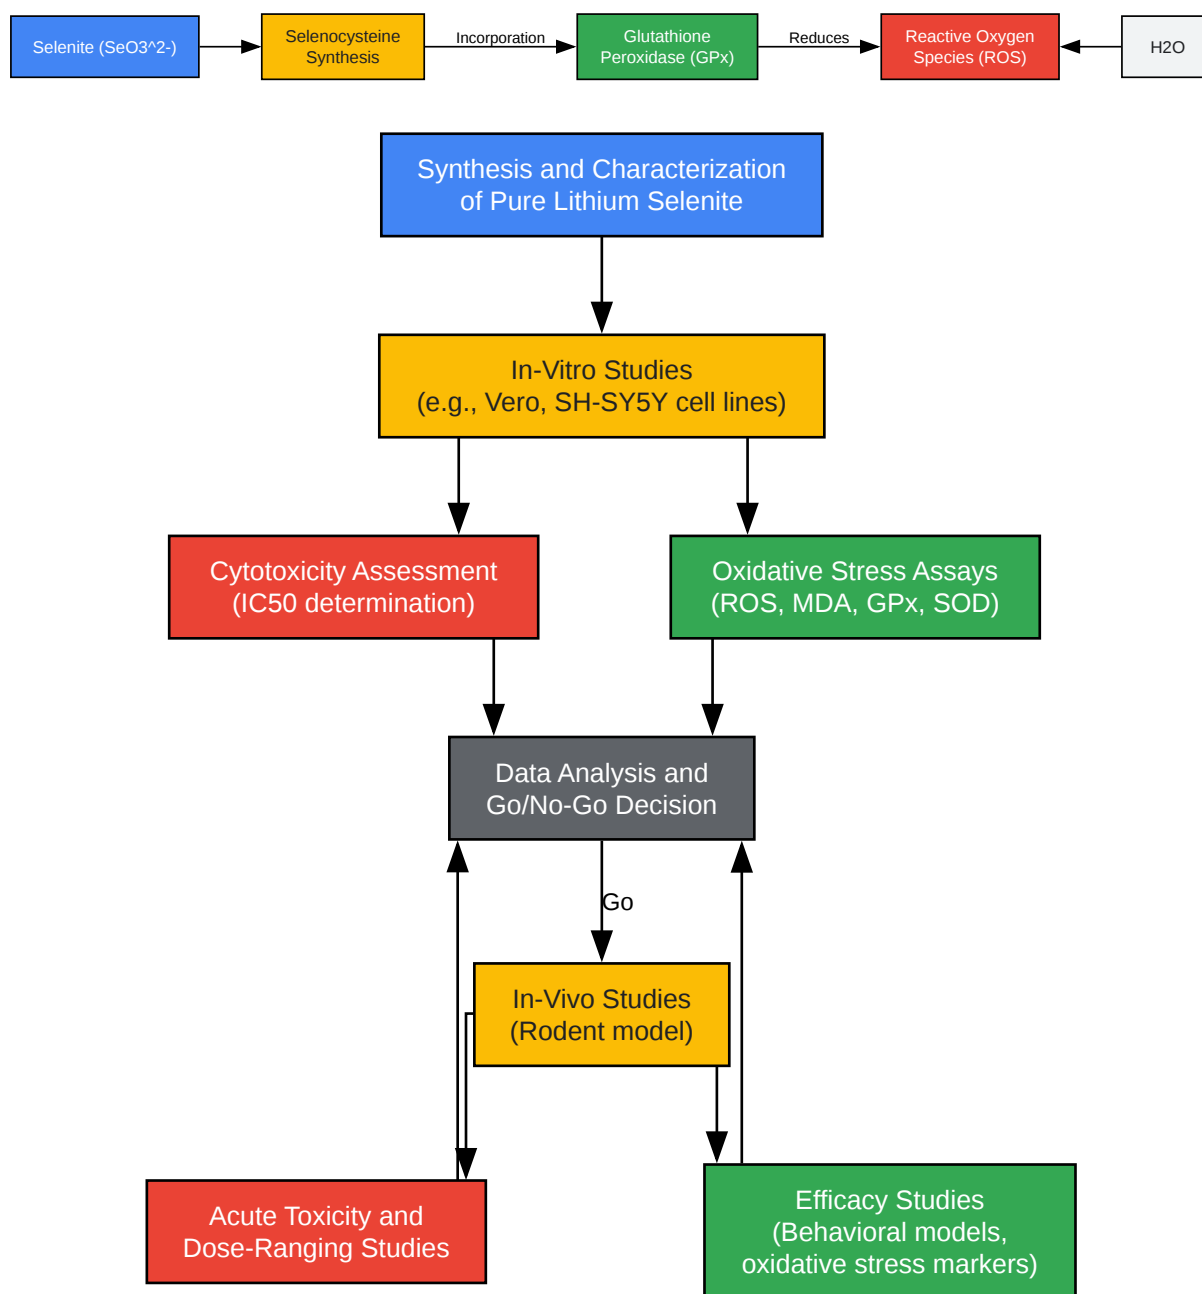 Selenite (SeO3^2-)
Selenocysteine
Synthesis
Incorporation
Glutathione
Peroxidase (GPx)
Reduces
Reactive Oxygen
Species (ROS)
H2O
Synthesis and Characterization
of Pure Lithium Selenite
In-Vitro Studies
(e.g., Vero, SH-SY5Y cell lines)
Cytotoxicity Assessment
(IC50 determination)
Oxidative Stress Assays
(ROS, MDA, GPx, SOD)
Data Analysis and
Go/No-Go Decision
Go
In-Vivo Studies
(Rodent model)
Acute Toxicity and
Dose-Ranging Studies
Efficacy Studies
(Behavioral models,
oxidative stress markers)